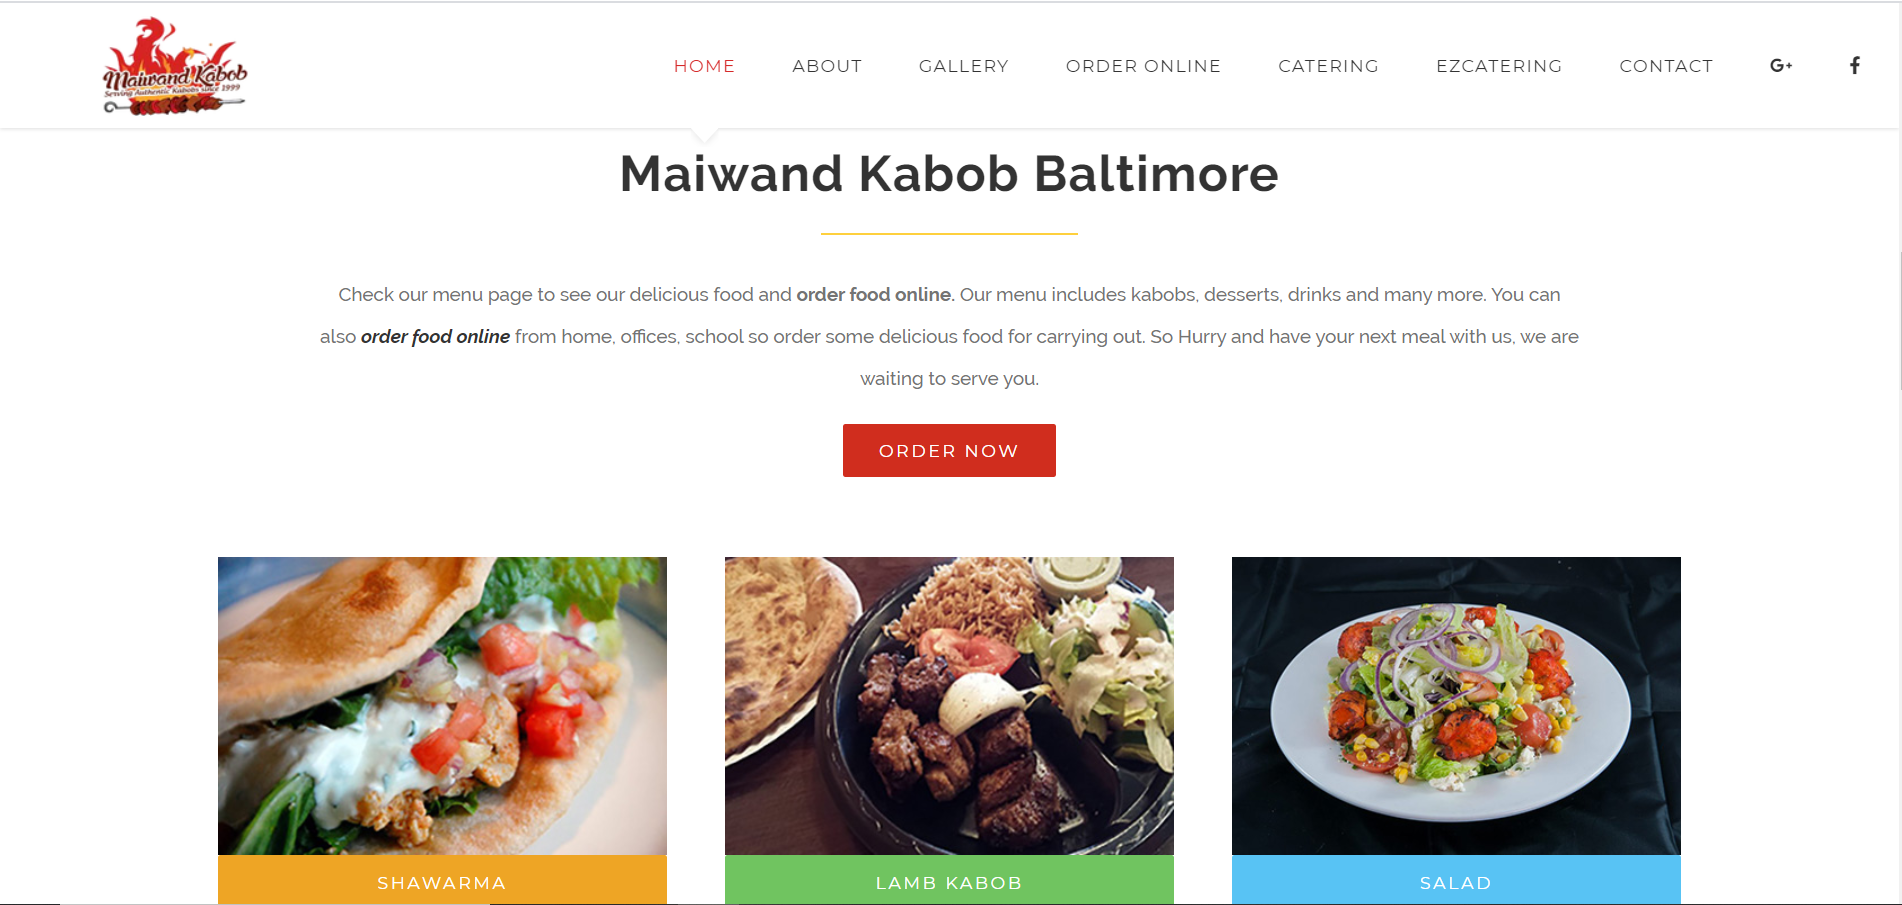 Maiwand Kabob
Serving Authentic Kabobs since 1999
HOME
ABOUT
GALLERY
ORDER ONLINE
CATERING
EZCATERING
CONTACT
G+
f
Maiwand Kabob Baltimore
Check our menu page to see our delicious food and order food online. Our menu includes kabobs, desserts, drinks and many more. You can
also order food online from home, offices, school so order some delicious food for carrying out. So Hurry and have your next meal with us, we are
waiting to serve you.
ORDER NOW
SHAWARMA
LAMB KABOB
SALAD